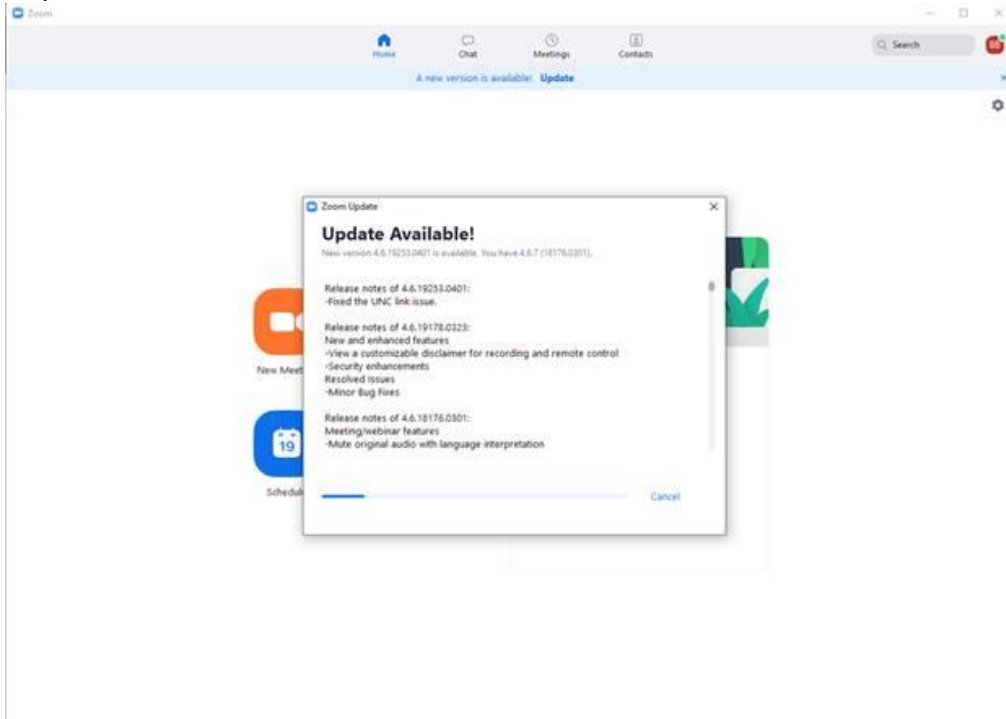 Zoom
Home
Chat
Meetings
Contacts
Search
A new version is available! Update
Zoom Update
Update Available!
New version 4.6.19253.0401 is available. You have 4.6.7 (18176.0301).
Release notes of 4.6.19253.0401:
-Fixed the UNC link issue.
Release notes of 4.6.19178.0323:
New and enhanced features
-View a customizable disclaimer for recording and remote control
-Security enhancements
Resolved Issues
-Minor Bug Fixes
Release notes of 4.6.18176.0301:
Meeting/webinar features
-Mute original audio with language interpretation
New Meet
19
Schedul
Cancel